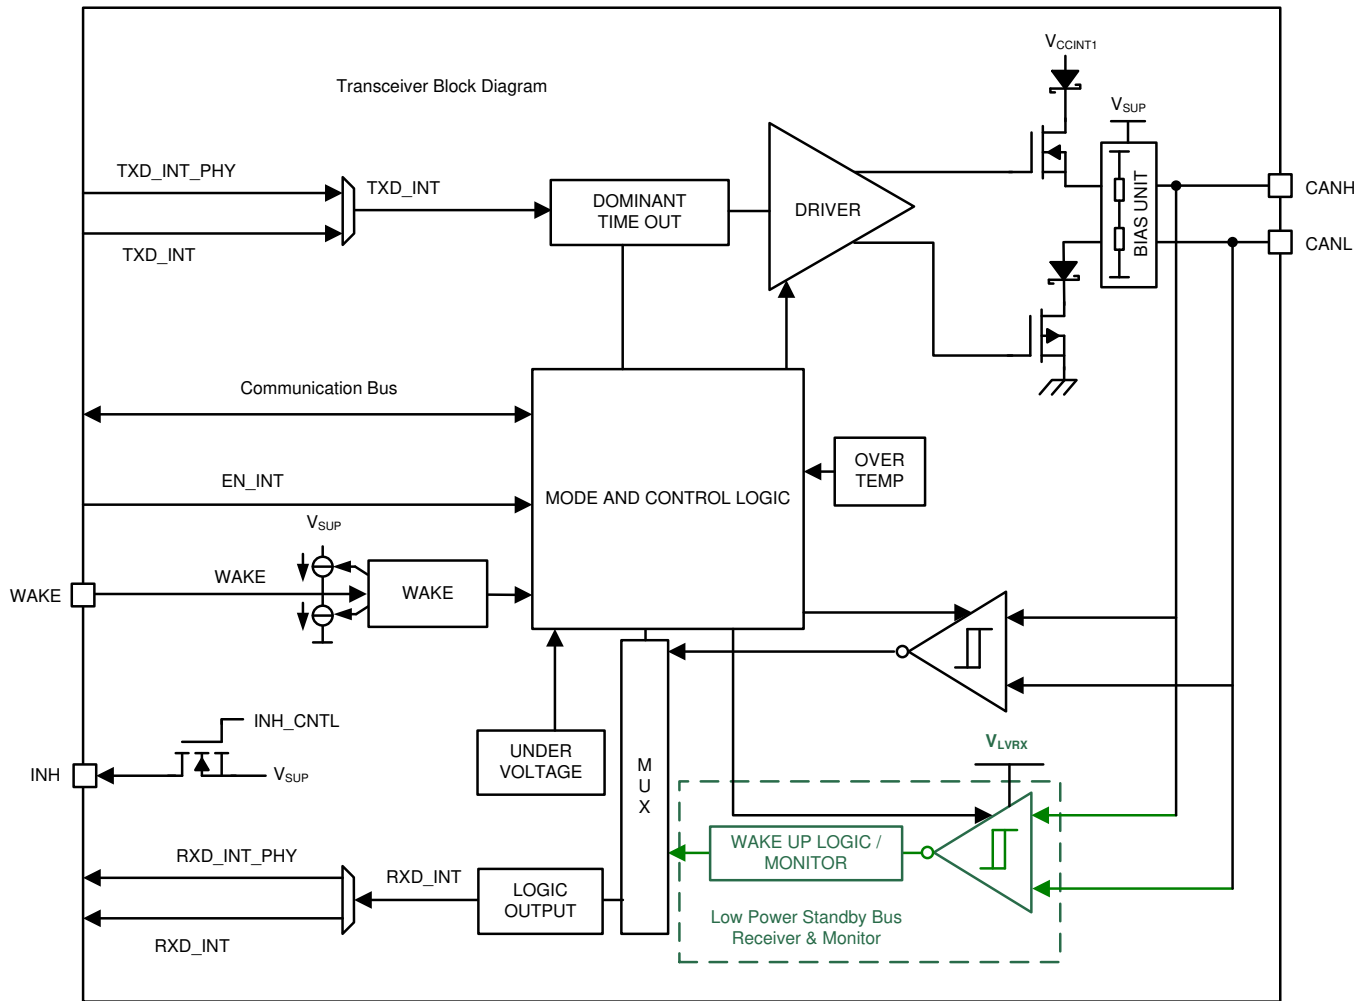 Transceiver Block Diagram
VCCINT1
VSUP
TXD_INT_PHY
TXD_INT
TXD_INT
DOMINANT
TIME OUT
DRIVER
BIAS UNIT
CANH
CANL
Communication Bus
EN_INT
MODE AND CONTROL LOGIC
OVER
TEMP
VSUP
WAKE
WAKE
WAKE
INH_CNTL
INH
VSUP
UNDER
VOLTAGE
M
U
X
VLVRX
WAKE UP LOGIC /
MONITOR
Low Power Standby Bus
Receiver & Monitor
RXD_INT_PHY
RXD_INT
RXD_INT
LOGIC
OUTPUT